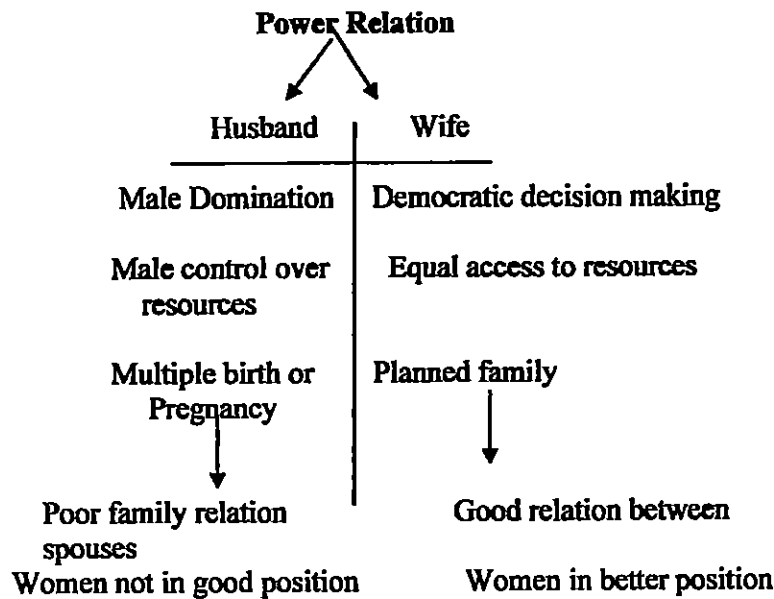 Power Relation
Husband Wife
Male Domination Democratic decision making
Male control over Equal access to resources
resources
Multiple birth or Planned family
Pregnancy
Poor family relation Good relation between
spouses
Women not in good position Women in better position